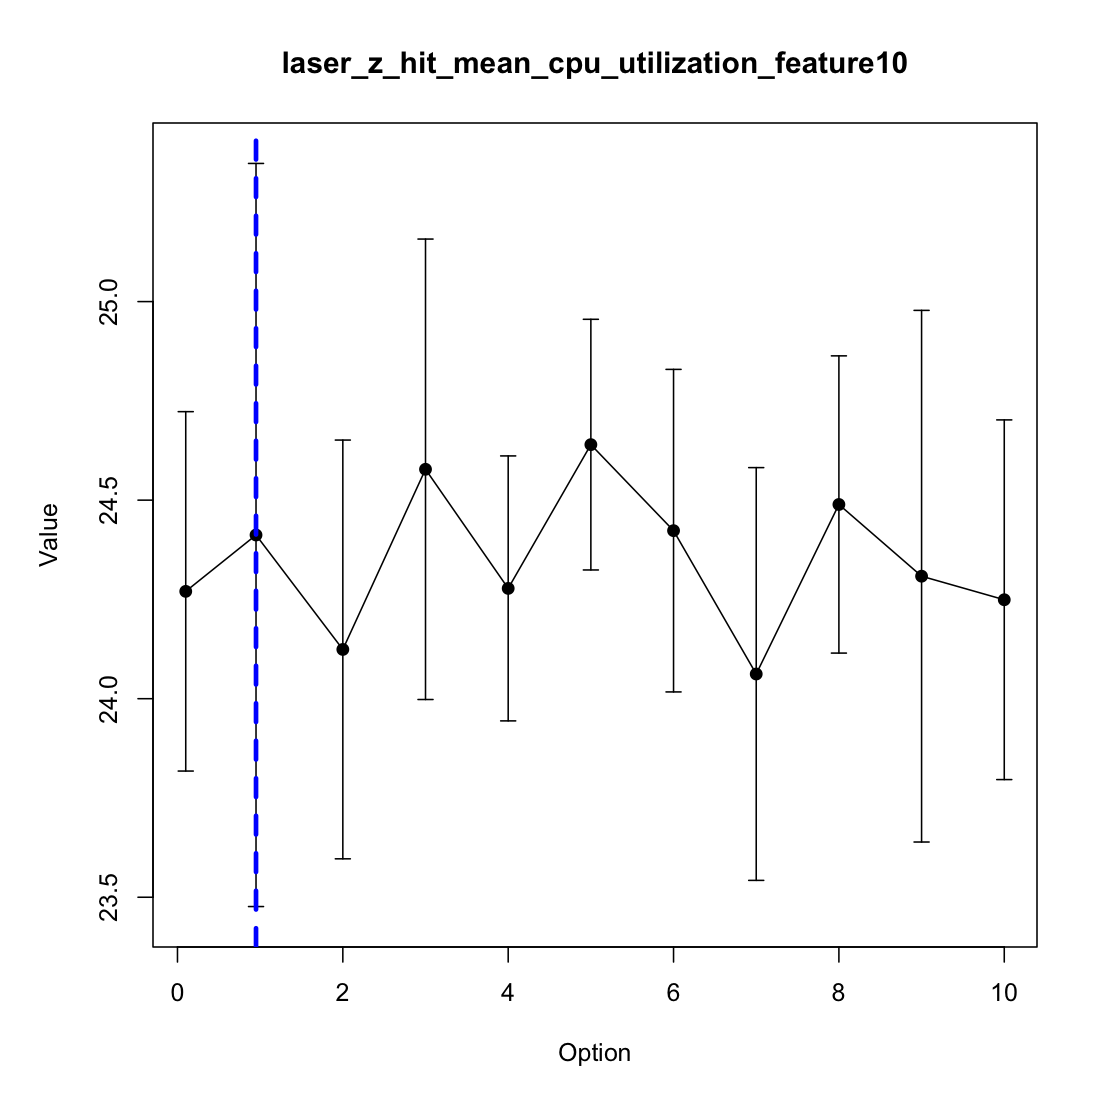 laser_z_hit_mean_cpu_utilization_feature10
25.0
24.5
24.0
23.5
Value
0 2 4 6 8 10
Option